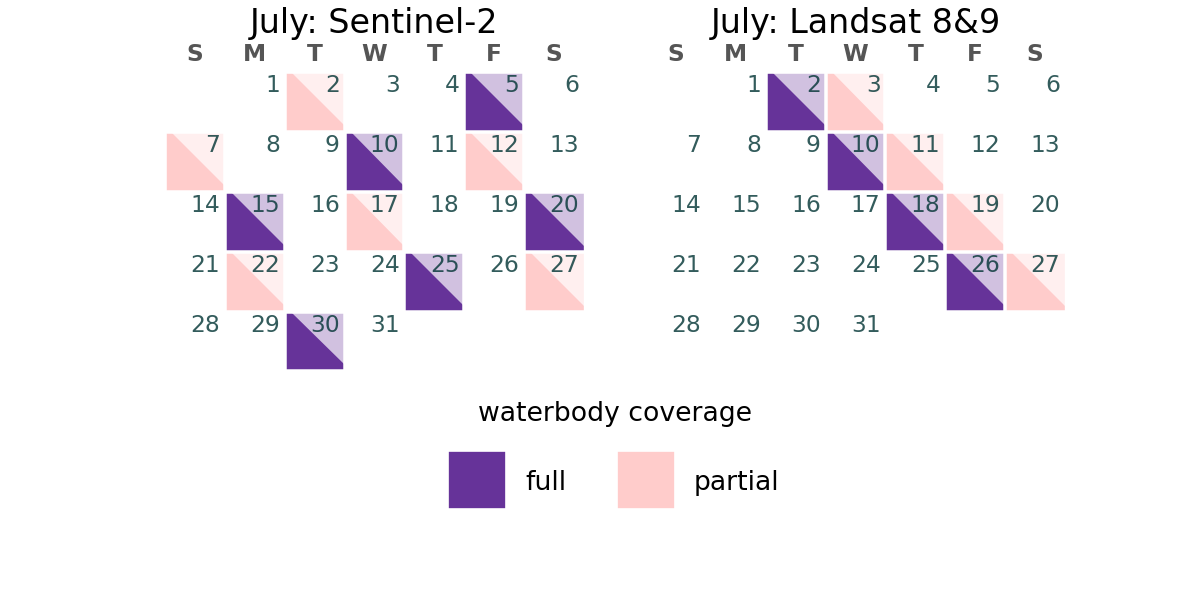 July: Sentinel-2
S M T W T F S
1 2 3 4 5 6
7 8 9 10 11 12 13
14 15 16 17 18 19 20
21 22 23 24 25 26 27
28 29 30 31
July: Landsat 8&9
S M T W T F S
1 2 3 4 5 6
7 8 9 10 11 12 13
14 15 16 17 18 19 20
21 22 23 24 25 26 27
28 29 30 31
waterbody coverage
full
partial